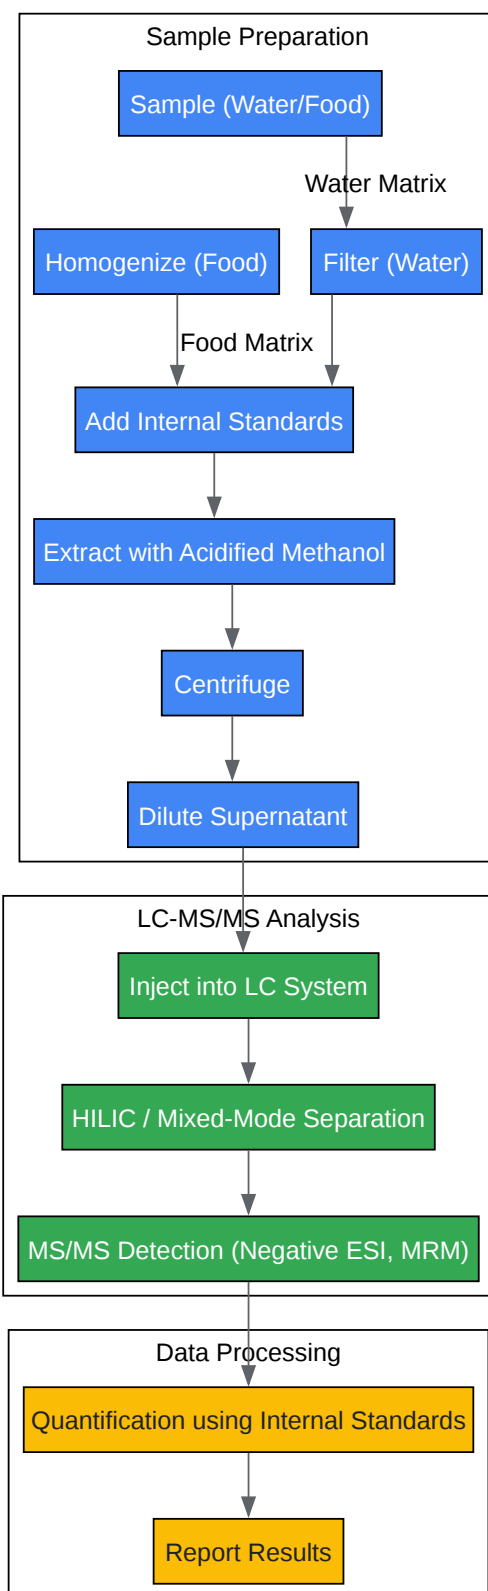 Sample Preparation
Sample (Water/Food)
Water Matrix
Homogenize (Food)
Filter (Water)
Food Matrix
Add Internal Standards
Extract with Acidified Methanol
Centrifuge
Dilute Supernatant
LC-MS/MS Analysis
Inject into LC System
HILIC / Mixed-Mode Separation
MS/MS Detection (Negative ESI, MRM)
Data Processing
Quantification using Internal Standards
Report Results